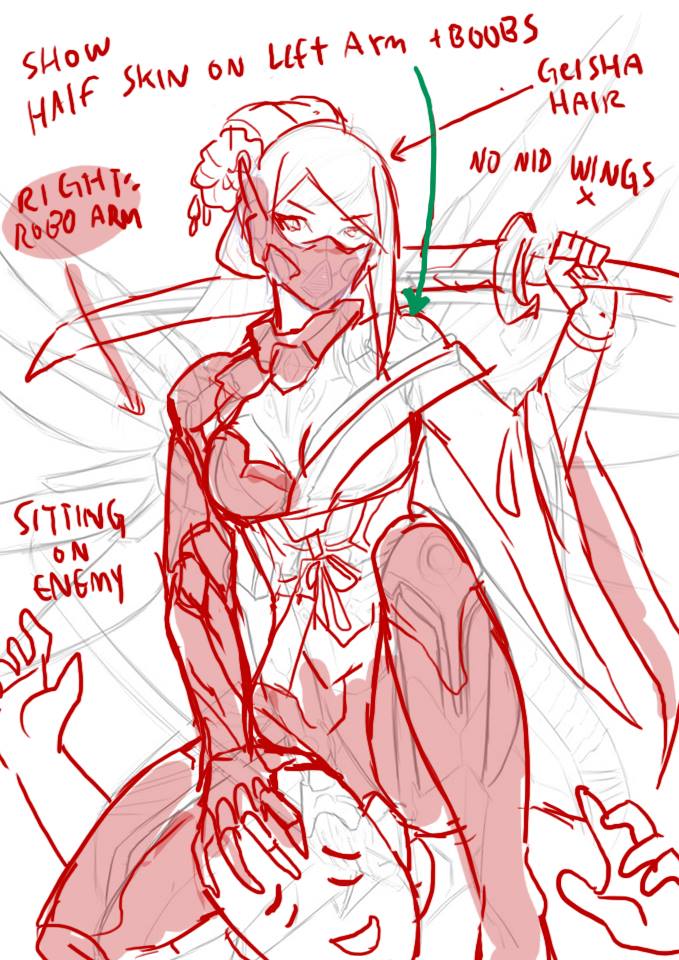 SHOW
HALF SKIN ON LEFT ARM + BOOBS
GEISHA
HAIR
NO NID WINGS
X
RIGHT:
ROBO ARM
SITTING
ON
ENEMY